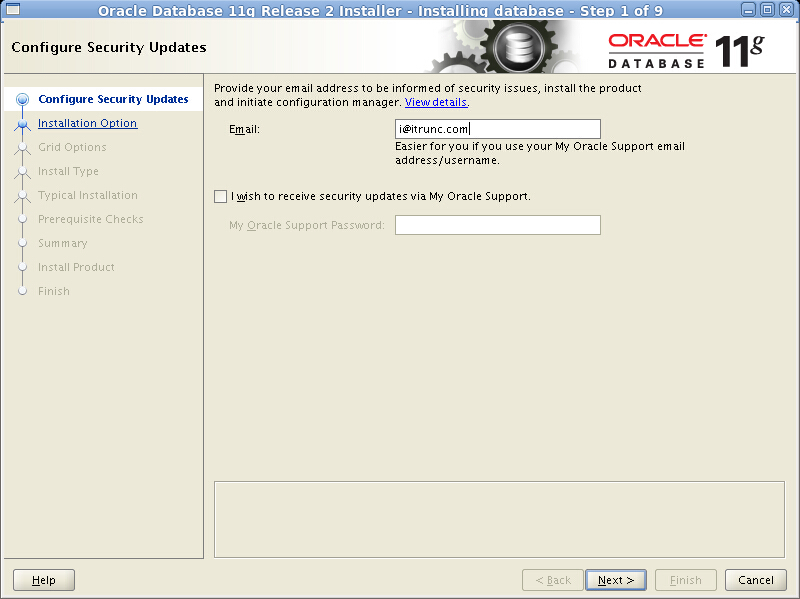 Oracle Database 11g Release 2 Installer - Installing database - Step 1 of 9
Configure Security Updates
ORACLE
DATABASE
11g
Configure Security Updates
Installation Option
Grid Options
Install Type
Typical Installation
Prerequisite Checks
Summary
Install Product
Finish
Provide your email address to be informed of security issues, install the product
and initiate configuration manager. View details.
Email: i@itrunc.com
Easier for you if you use your My Oracle Support email
address/username.
I wish to receive security updates via My Oracle Support.
My Oracle Support Password:
Help
< Back
Next >
Finish
Cancel